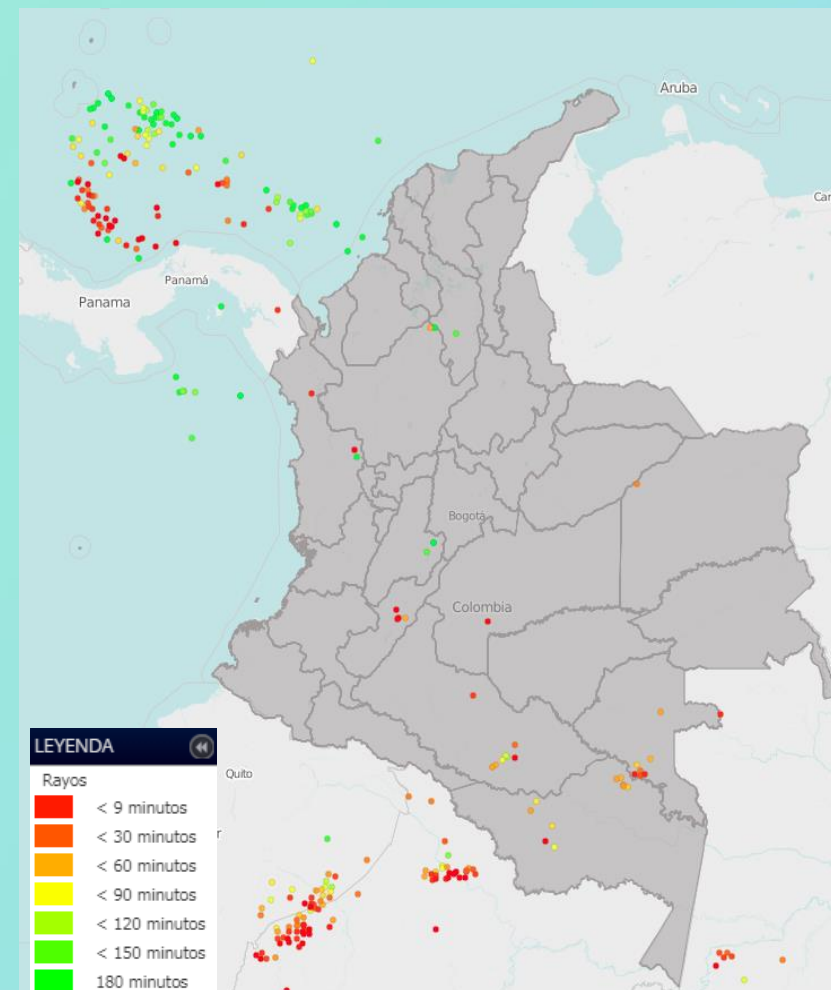 Aruba
Car
Panamá
Panama
Bogotá
Colombia
Quito
r
LEYENDA
Rayos
< 9 minutos
< 30 minutos
< 60 minutos
< 90 minutos
< 120 minutos
< 150 minutos
180 minutos